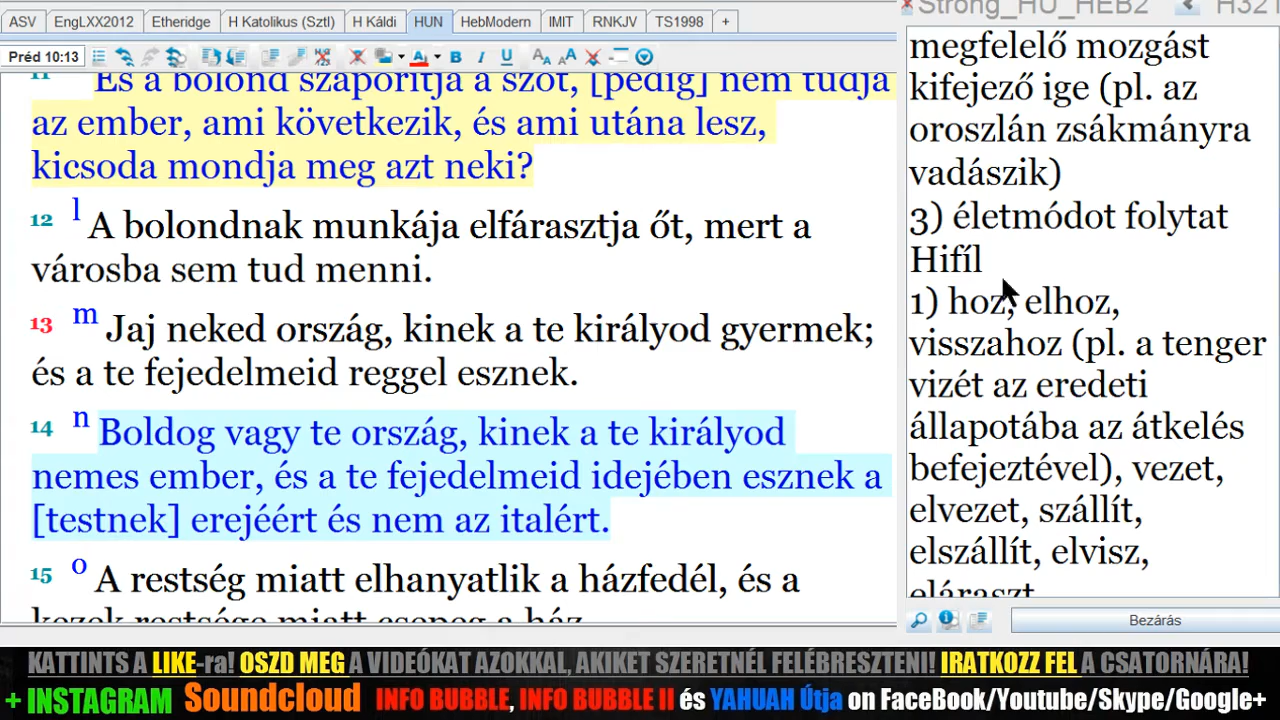 ASV EngLXX2012 Etheridge H Katolikus (Sztl) H Káldi HUN HebModern IMIT RNKJV TS1998 +
Préd 10:13
És a bolond szaporítja a szót, [pedig] nem tudja
az ember, ami következik, és ami utána lesz,
kicsoda mondja meg azt neki?
12 l A bolondnak munkája elfárasztja őt, mert a
városba sem tud menni.
13 m Jaj neked ország, kinek a te királyod gyermek;
és a te fejedelmeid reggel esznek.
14 n Boldog vagy te ország, kinek a te királyod
nemes ember, és a te fejedelmeid idejében esznek a
[testnek] erejéért és nem az italért.
15 o A restség miatt elhanyatlik a házfedél, és a
kezek restsége miatt csepeg a ház.
Strong_HU_HEB2
megfelelő mozgást
kifejező ige (pl. az
oroszlán zsákmányra
vadászik)
3) életmódot folytat
Hifíl
1) hoz, elhoz,
visszahoz (pl. a tenger
vizét az eredeti
állapotába az átkelés
befejeztével), vezet,
elvezet, szállít,
elszállít, elvisz,
eláraszt
Bezárás
KATTINTS A LIKE-ra! OSZD MEG A VIDEÓKAT AZOKKAL, AKIKET SZERETNÉL FELÉBRESZTENI! IRATKOZZ FEL A CSATORNÁRA!
+ INSTAGRAM Soundcloud INFO BUBBLE, INFO BUBBLE II és YAHUAH Útja on FaceBook/Youtube/Skype/Google+